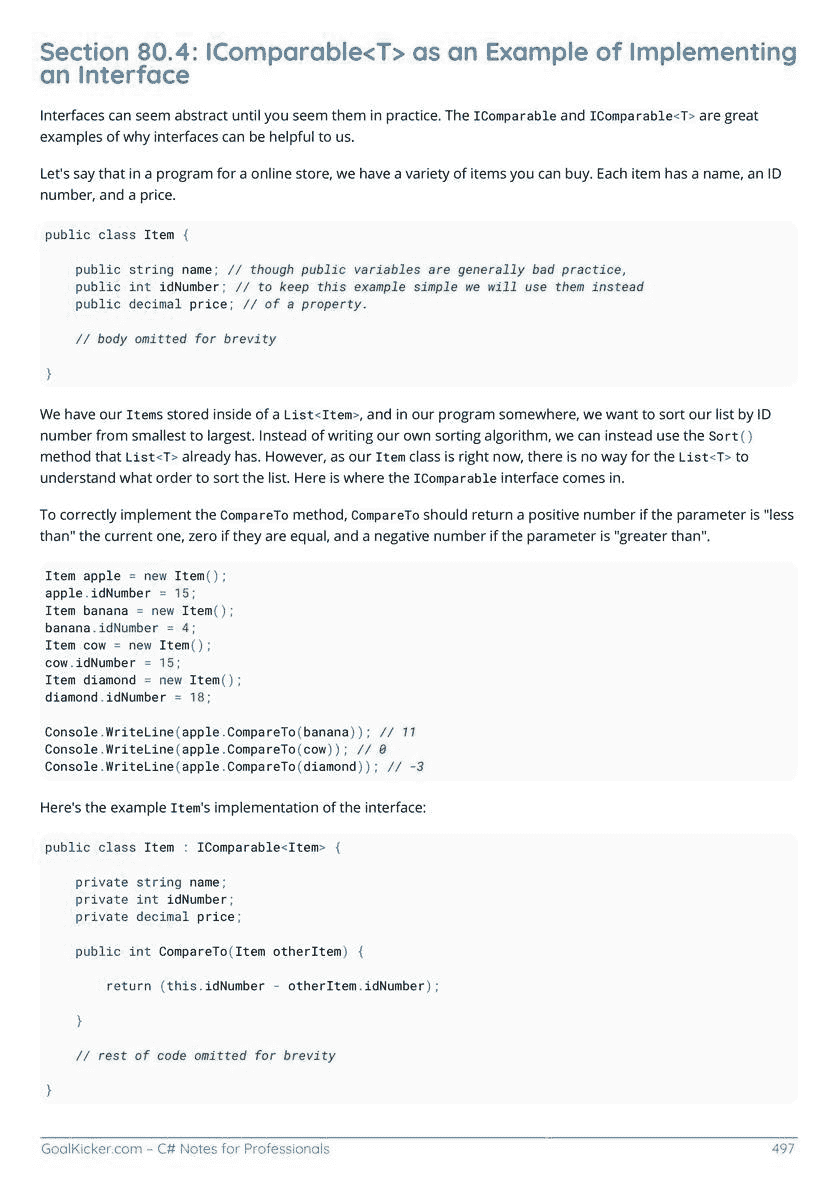 Section 80.4: IComparable<T> as an Example of Implementing
an Interface
Interfaces can seem abstract until you seem them in practice. The IComparable and IComparable<T> are great
examples of why interfaces can be helpful to us.
Let's say that in a program for a online store, we have a variety of items you can buy. Each item has a name, an ID
number, and a price.
public class Item {
    public string name; // though public variables are generally bad practice,
    public int idNumber; // to keep this example simple we will use them instead
    public decimal price; // of a property.
    // body omitted for brevity
}
We have our Items stored inside of a List<Item>, and in our program somewhere, we want to sort our list by ID
number from smallest to largest. Instead of writing our own sorting algorithm, we can instead use the Sort()
method that List<T> already has. However, as our Item class is right now, there is no way for the List<T> to
understand what order to sort the list. Here is where the IComparable interface comes in.
To correctly implement the CompareTo method, CompareTo should return a positive number if the parameter is "less
than" the current one, zero if they are equal, and a negative number if the parameter is "greater than".
Item apple = new Item();
apple.idNumber = 15;
Item banana = new Item();
banana.idNumber = 4;
Item cow = new Item();
cow.idNumber = 15;
Item diamond = new Item();
diamond.idNumber = 18;
Console.WriteLine(apple.CompareTo(banana)); // 11
Console.WriteLine(apple.CompareTo(cow)); // 0
Console.WriteLine(apple.CompareTo(diamond)); // -3
Here's the example Item's implementation of the interface:
public class Item : IComparable<Item> {
    private string name;
    private int idNumber;
    private decimal price;
    public int CompareTo(Item otherItem) {
        return (this.idNumber - otherItem.idNumber);
    }
    // rest of code omitted for brevity
}
GoalKicker.com – C# Notes for Professionals 497